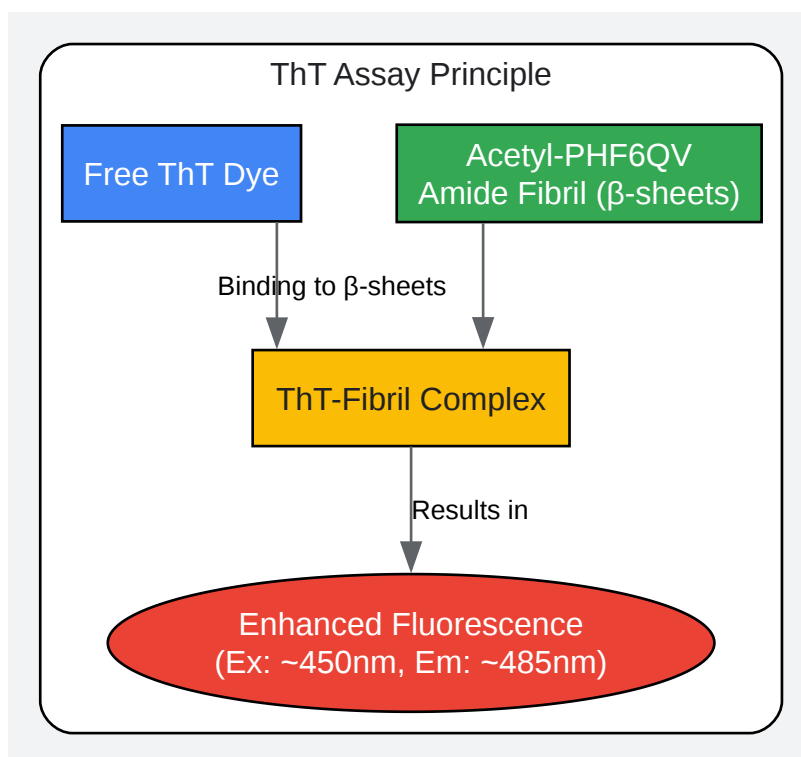 ThT Assay Principle
Free ThT Dye
Acetyl-PHF6QV
Amide Fibril (β-sheets)
Binding to β-sheets
ThT-Fibril Complex
Results in
Enhanced Fluorescence
(Ex: ~450nm, Em: ~485nm)